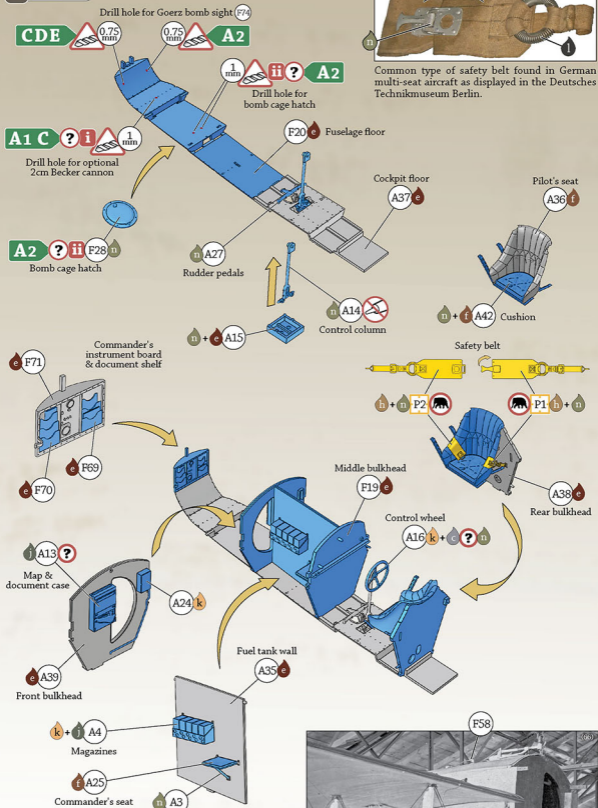 Drill hole for Goerz bomb sight F74
CDE 0.75 mm
0.75 mm A2
1 mm ii ? A2
Drill hole for
bomb cage hatch
n
l
Common type of safety belt found in German
multi-seat aircraft as displayed in the Deutsches
Technikmuseum Berlin.
A1 C ? i 1 mm
Drill hole for optional
2cm Becker cannon
F20 e Fuselage floor
Cockpit floor
A37 e
Pilot's seat
A36 f
A2 ? ii F28 n
Bomb cage hatch
n A27
Rudder pedals
n A14
Control column
n + e A15
n + f A42 Cushion
Commander's
instrument board
& document shelf
e F71
e F69
e F70
Safety belt
h + n P2
P1 h + n
A38 e
Rear bulkhead
Middle bulkhead
F19 e
Control wheel
A16 k + c ? n
j A13 ?
Map &
document case
A24 k
e A39
Front bulkhead
Fuel tank wall
A35 e
k + j A4
Magazines
f A25
Commander's seat
n A3
F58